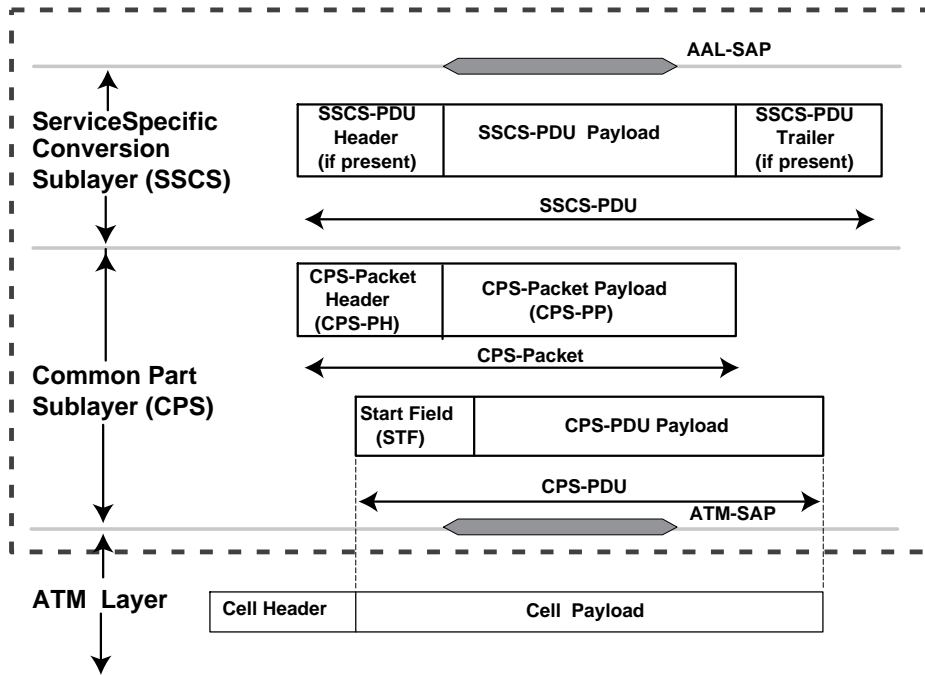 AAL-SAP
ServiceSpecific
Conversion
Sublayer (SSCS)
SSCS-PDU
Header
(if present)
SSCS-PDU Payload
SSCS-PDU
Trailer
(if present)
SSCS-PDU
CPS-Packet
Header
(CPS-PH)
CPS-Packet Payload
(CPS-PP)
CPS-Packet
Common Part
Sublayer (CPS)
Start Field
(STF)
CPS-PDU Payload
CPS-PDU
ATM-SAP
ATM Layer
Cell Header
Cell Payload